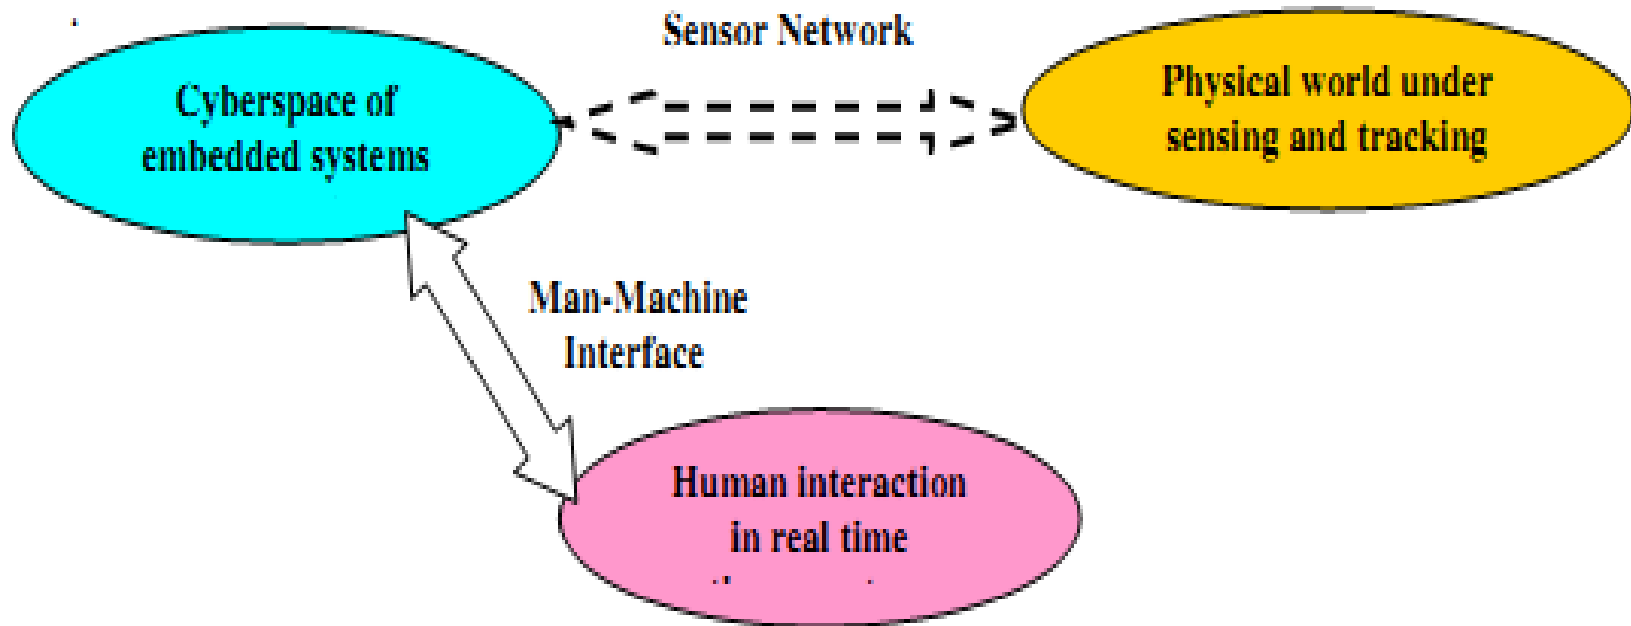 Sensor Network
Cyberspace of
embedded systems
Physical world under
sensing and tracking
Man-Machine
Interface
Human interaction
in real time